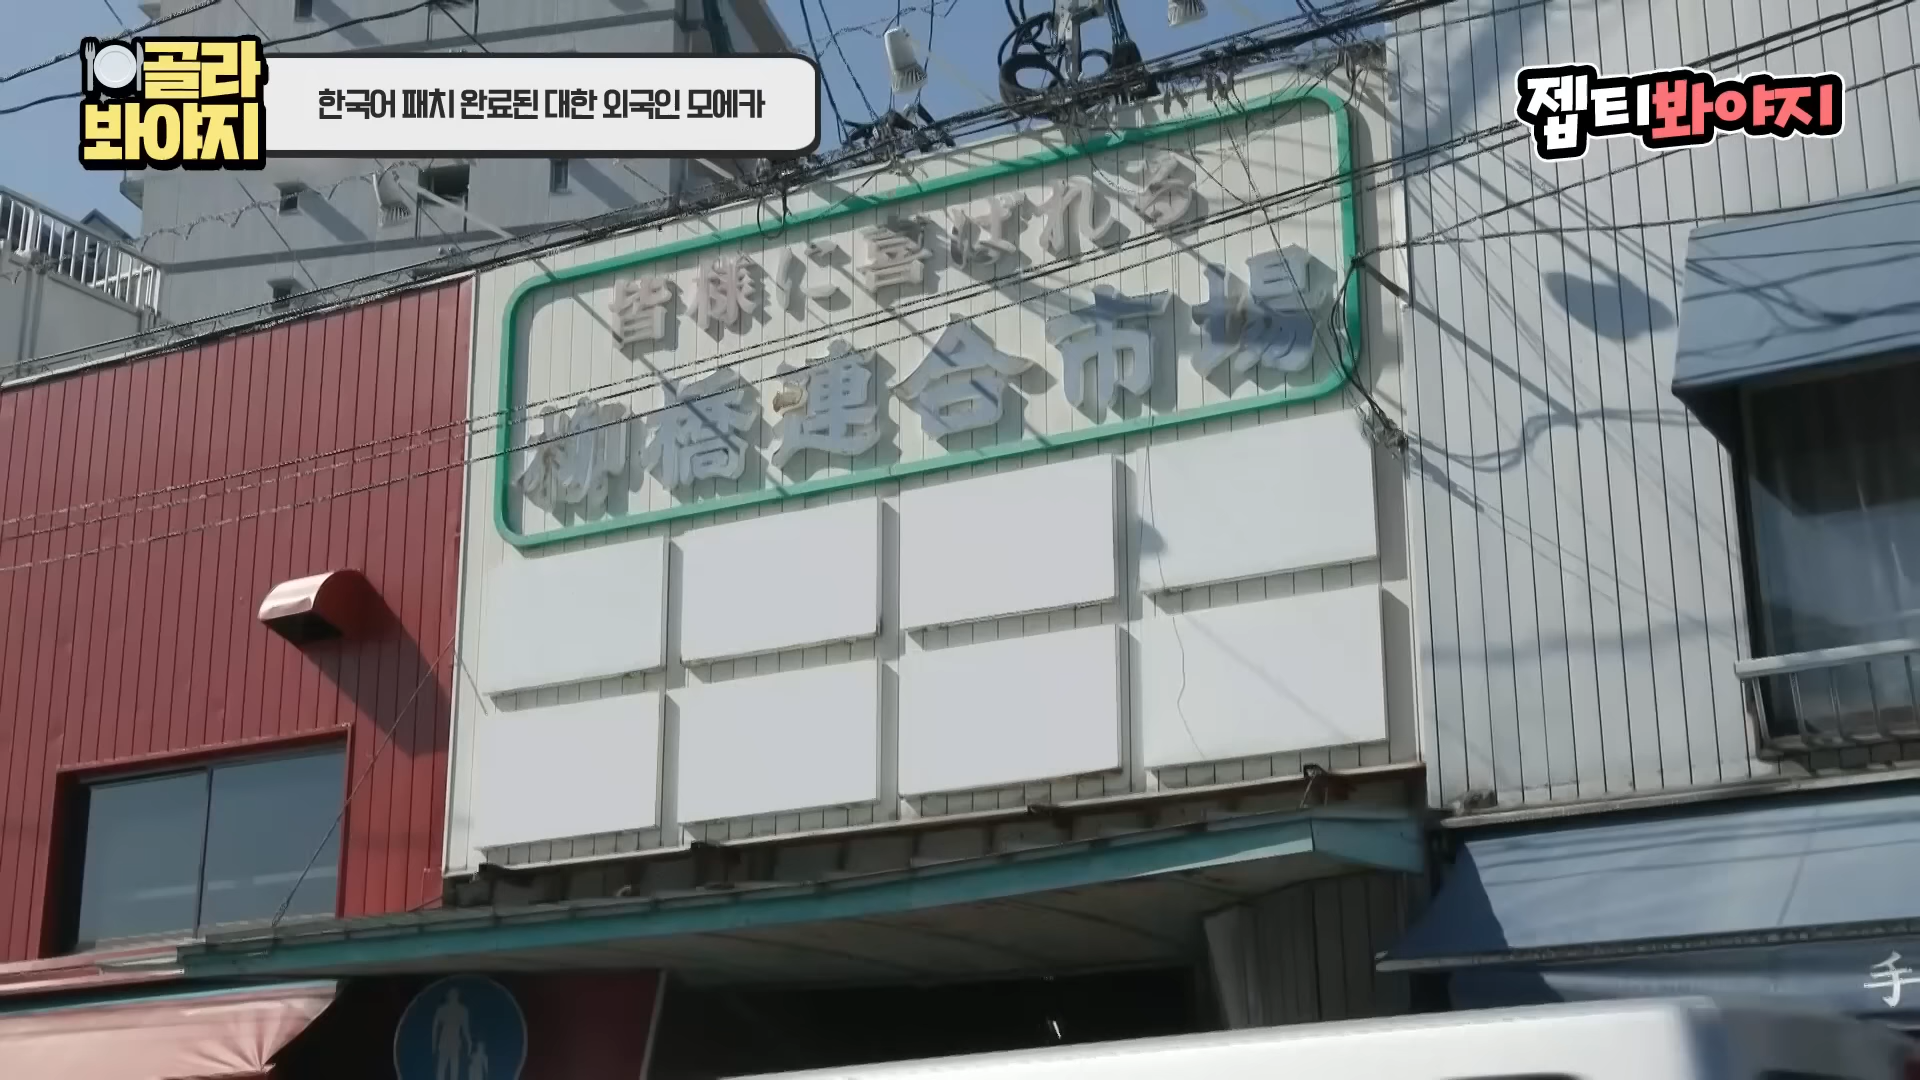 골라
봐야지
한국어 패치 완료된 대한 외국인 모에카
젭티봐야지
皆様に喜ばれる
柳橋連合市場
手